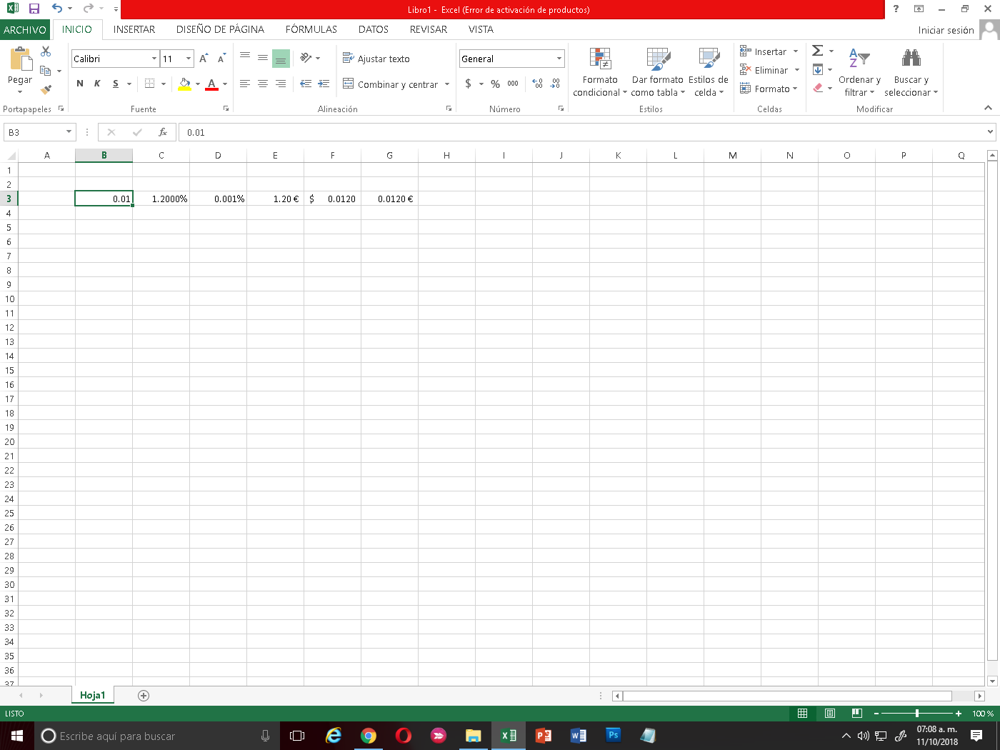 Libro1 - Excel (Error de activación de productos)
ARCHIVO INICIO INSERTAR DISEÑO DE PÁGINA FÓRMULAS DATOS REVISAR VISTA Iniciar sesión
Pegar
Portapapeles
Calibri 11
N K S
Fuente
Ajustar texto
Combinar y centrar
Alineación
General
$ % 000
Número
Formato condicional
Dar formato como tabla
Estilos de celda
Estilos
Insertar
Eliminar
Formato
Celdas
Ordenar y filtrar
Buscar y seleccionar
Modificar
B3 fx 0.01
A B C D E F G H I J K L M N O P Q
1
2
3 0.01 1.2000% 0.001% 1.20 € $ 0.0120 0.0120 €
4
5
6
7
8
9
10
11
12
13
14
15
16
17
18
19
20
21
22
23
24
25
26
27
28
29
30
31
32
33
34
35
36
37
Hoja1
LISTO 100 %
Escribe aquí para buscar
07:08 a. m.
11/10/2018